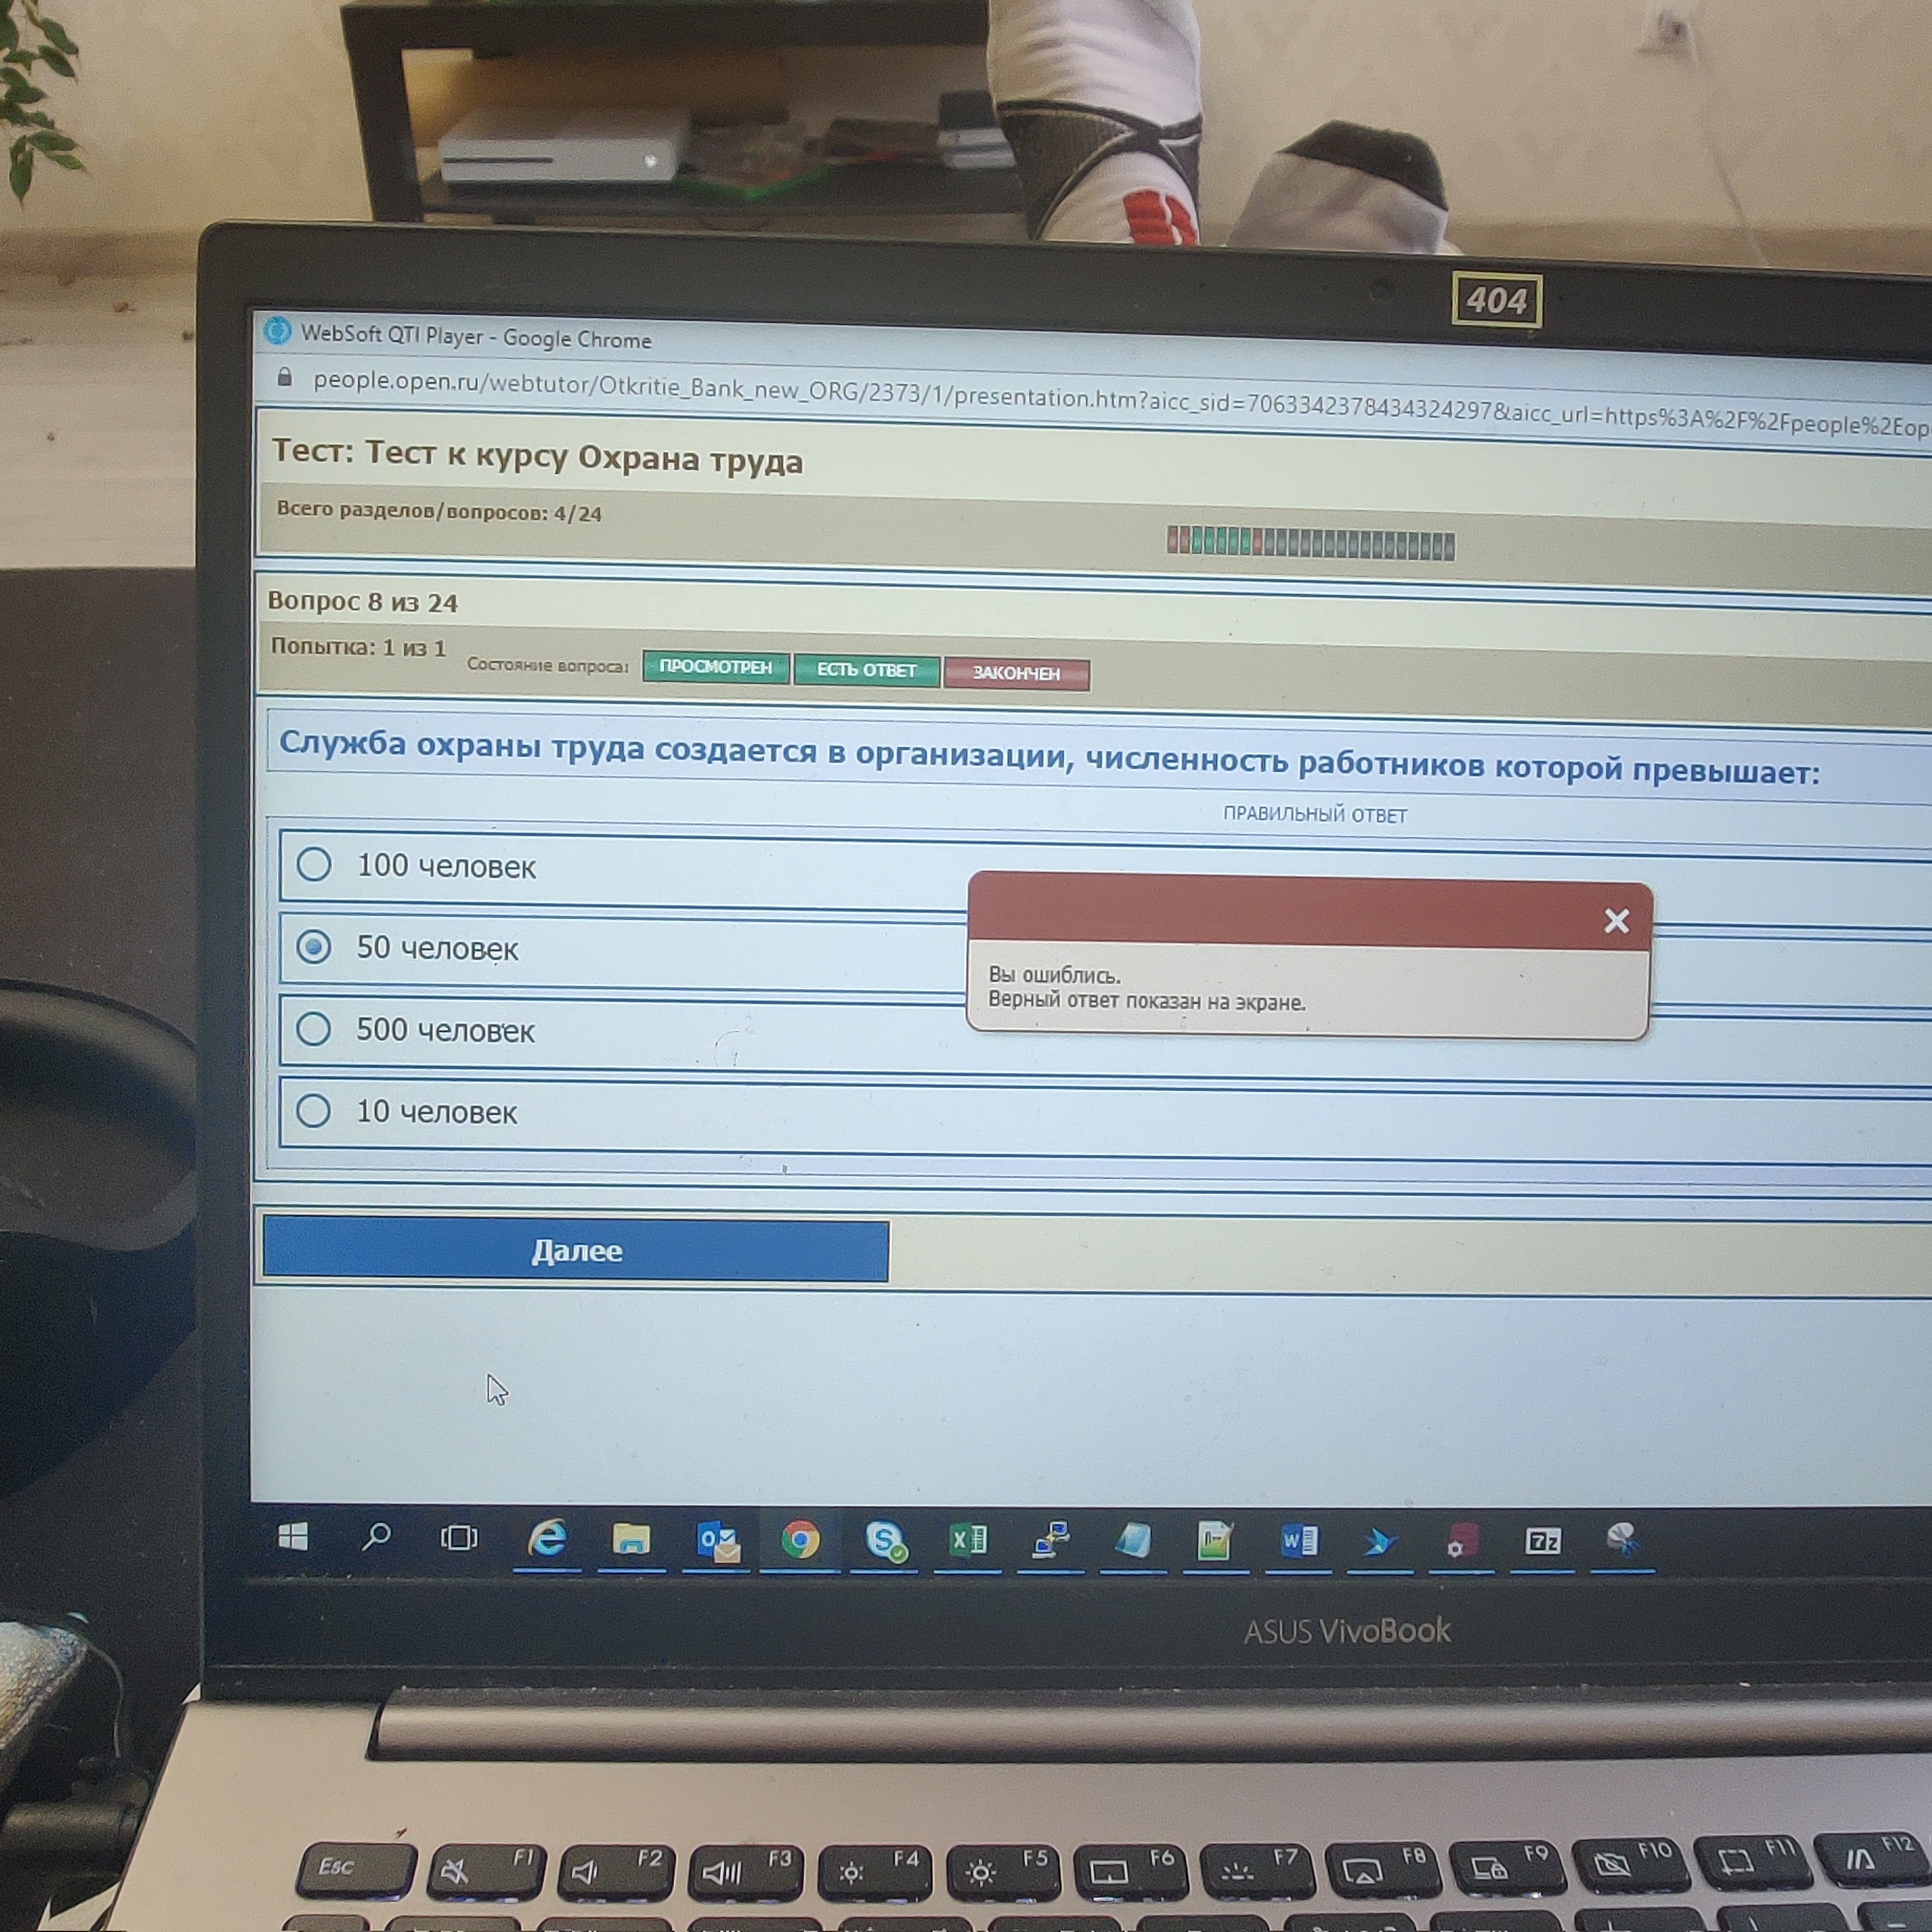 404
WebSoft QTI Player - Google Chrome
people.open.ru/webtutor/Otkritie_Bank_new_ORG/2373/1/presentation.htm?aicc_sid=7063342378434324297&aicc_url=https%3A%2F%2Fpeople%2Eop
Тест: Тест к курсу Охрана труда
Всего разделов/вопросов: 4/24
Вопрос 8 из 24
Попытка: 1 из 1
Состояние вопроса:
ПРОСМОТРЕН
ЕСТЬ ОТВЕТ
ЗАКОНЧЕН
Служба охраны труда создается в организации, численность работников которой превышает:
ПРАВИЛЬНЫЙ ОТВЕТ
100 человек
50 человек
500 человек
10 человек
Вы ошиблись.
Верный ответ показан на экране.
Далее
7z
ASUS VivoBook
Esc F1 F2 F3 F4 F5 F6 F7 F8 F9 F10 F11 F12